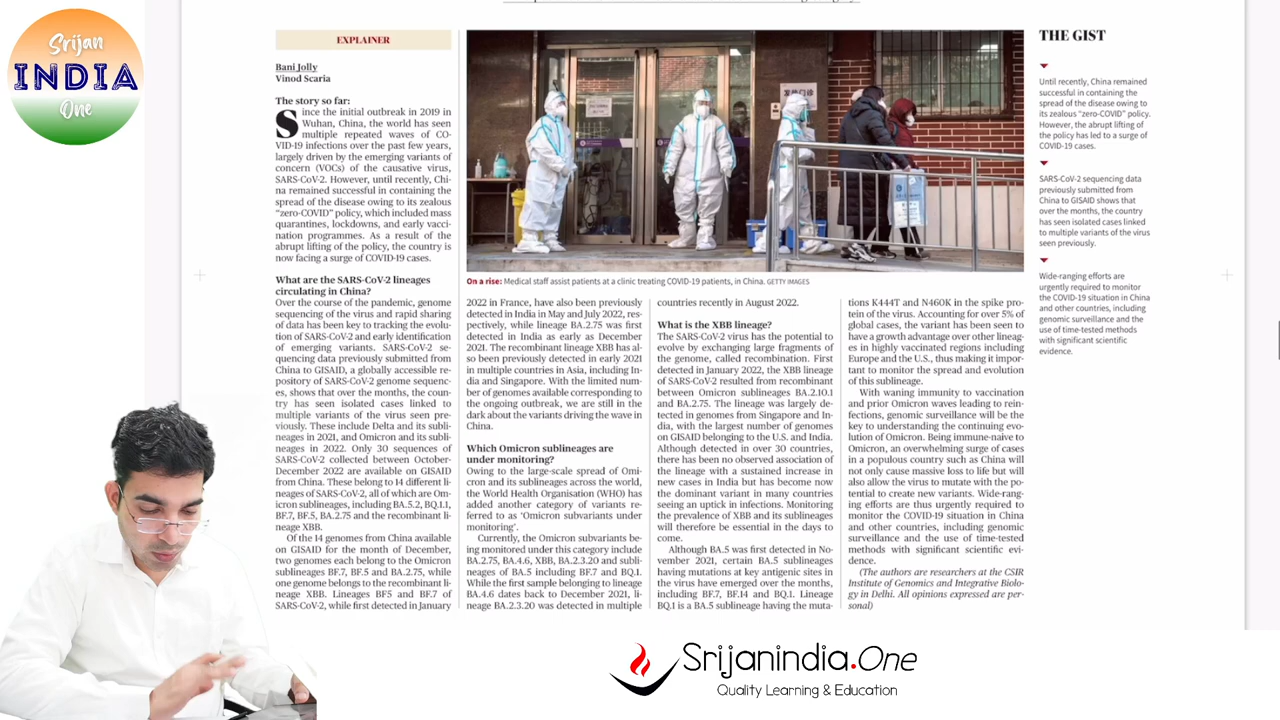 Srijan
INDIA
One
EXPLAINER
Bani Jolly
Vinod Scaria
The story so far:
Since the initial outbreak in 2019 in
Wuhan, China, the world has seen
multiple repeated waves of CO-
VID-19 infections over the past few years,
largely driven by the emerging variants of
concern (VOCs) of the causative virus,
SARS-CoV-2. However, until recently, Chi-
na remained successful in containing the
spread of the disease owing to its zealous
“zero-COVID” policy, which included mass
quarantines, lockdowns, and early vacci-
nation programmes. As a result of the
abrupt lifting of the policy, the country is
now facing a surge of COVID-19 cases.
What are the SARS-CoV-2 lineages
circulating in China?
Over the course of the pandemic, genome
sequencing of the virus and rapid sharing
of data has been key to tracking the evolu-
tion of SARS-CoV-2 and early identification
of emerging variants. SARS-CoV-2 se-
quencing data previously submitted from
China to GISAID, a globally accessible re-
pository of SARS-CoV-2 genome sequenc-
es, shows that over the months, the coun-
try has seen isolated cases linked to
multiple variants of the virus seen pre-
viously. These include Delta and its subli-
neages in 2021, and Omicron and its subli-
neages in 2022. Only 30 sequences of
SARS-CoV-2 collected between October-
December 2022 are available on GISAID
from China. These belong to 14 different li-
neages of SARS-CoV-2, all of which are Om-
icron sublineages, including BA.5.2, BQ.1.1,
BF.7, BF.5, BA.2.75 and the recombinant li-
neage XBB.
Of the 14 genomes from China available
on GISAID for the month of December,
two genomes each belong to the Omicron
sublineages BF.7, BF.5 and BA.2.75, while
one genome belongs to the recombinant li-
neage XBB. Lineages BF5 and BF.7 of
SARS-CoV-2, while first detected in January
On a rise: Medical staff assist patients at a clinic treating COVID-19 patients, in China. GETTY IMAGES
2022 in France, have also been previously
detected in India in May and July 2022, res-
pectively, while lineage BA.2.75 was first
detected in India as early as December
2021. The recombinant lineage XBB has al-
so been previously detected in early 2021
in multiple countries in Asia, including In-
dia and Singapore. With the limited num-
ber of genomes available corresponding to
the ongoing outbreak, we are still in the
dark about the variants driving the wave in
China.
Which Omicron sublineages are
under monitoring?
Owing to the large-scale spread of Omi-
cron and its sublineages across the world,
the World Health Organisation (WHO) has
added another category of variants re-
ferred to as ‘Omicron subvariants under
monitoring’.
Currently, the Omicron subvariants be-
ing monitored under this category include
BA.2.75, BA.4.6, XBB, BA.2.3.20 and subli-
neages of BA.5 including BF.7 and BQ.1.
While the first sample belonging to lineage
BA.4.6 dates back to December 2021, li-
neage BA.2.3.20 was detected in multiple
countries recently in August 2022.
What is the XBB lineage?
The SARS-CoV-2 virus has the potential to
evolve by exchanging large fragments of
the genome, called recombination. First
detected in January 2022, the XBB lineage
of SARS-CoV-2 resulted from recombinant
between Omicron sublineages BA.2.10.1
and BA.2.75. The lineage was largely de-
tected in genomes from Singapore and In-
dia, with the largest number of genomes
on GISAID belonging to the U.S. and India.
Although detected in over 30 countries,
there has been no observed association of
the lineage with a sustained increase in
new cases in India but has become now
the dominant variant in many countries
seeing an uptick in infections. Monitoring
the prevalence of XBB and its sublineages
will therefore be essential in the days to
come.
Although BA.5 was first detected in No-
vember 2021, certain BA.5 sublineages
having mutations at key antigenic sites in
the virus have emerged over the months,
including BF.7, BF.14 and BQ.1. Lineage
BQ.1 is a BA.5 sublineage having the muta-
tions K444T and N460K in the spike pro-
tein of the virus. Accounting for over 5% of
global cases, the variant has been seen to
have a growth advantage over other lineag-
es in highly vaccinated regions including
Europe and the U.S., thus making it impor-
tant to monitor the spread and evolution
of this sublineage.
With waning immunity to vaccination
and prior Omicron waves leading to rein-
fections, genomic surveillance will be the
key to understanding the continuing evo-
lution of Omicron. Being immune-naive to
Omicron, an overwhelming surge of cases
in a populous country such as China will
not only cause massive loss to life but will
also allow the virus to mutate with the po-
tential to create new variants. Wide-rang-
ing efforts are thus urgently required to
monitor the COVID-19 situation in China
and other countries, including genomic
surveillance and the use of time-tested
methods with significant scientific evi-
dence.
(The authors are researchers at the CSIR
Institute of Genomics and Integrative Biolo-
gy in Delhi. All opinions expressed are per-
sonal)
THE GIST
Until recently, China remained
successful in containing the
spread of the disease owing to
its zealous “zero-COVID” policy.
However, the abrupt lifting of
the policy has led to a surge of
COVID-19 cases.
SARS-CoV-2 sequencing data
previously submitted from
China to GISAID shows that
over the months, the country
has seen isolated cases linked
to multiple variants of the virus
seen previously.
Wide-ranging efforts are
urgently required to monitor
the COVID-19 situation in China
and other countries, including
genomic surveillance and the
use of time-tested methods
with significant scientific
evidence.
Srijanindia.One
Quality Learning & Education